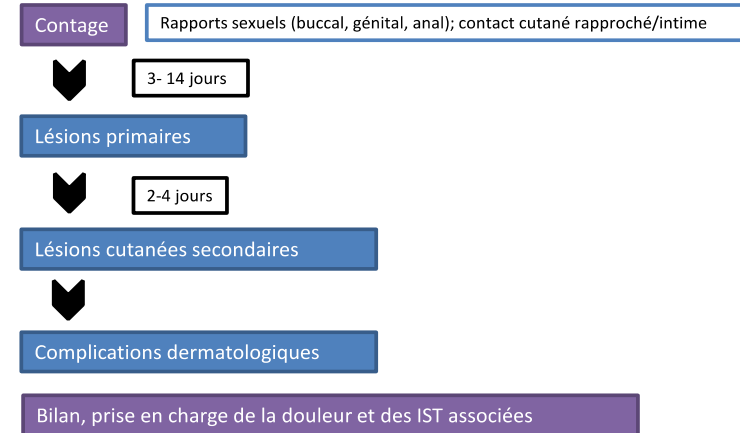 Contage
Rapports sexuels (buccal, génital, anal); contact cutané rapproché/intime
3- 14 jours
Lésions primaires
2-4 jours
Lésions cutanées secondaires
Complications dermatologiques
Bilan, prise en charge de la douleur et des IST associées